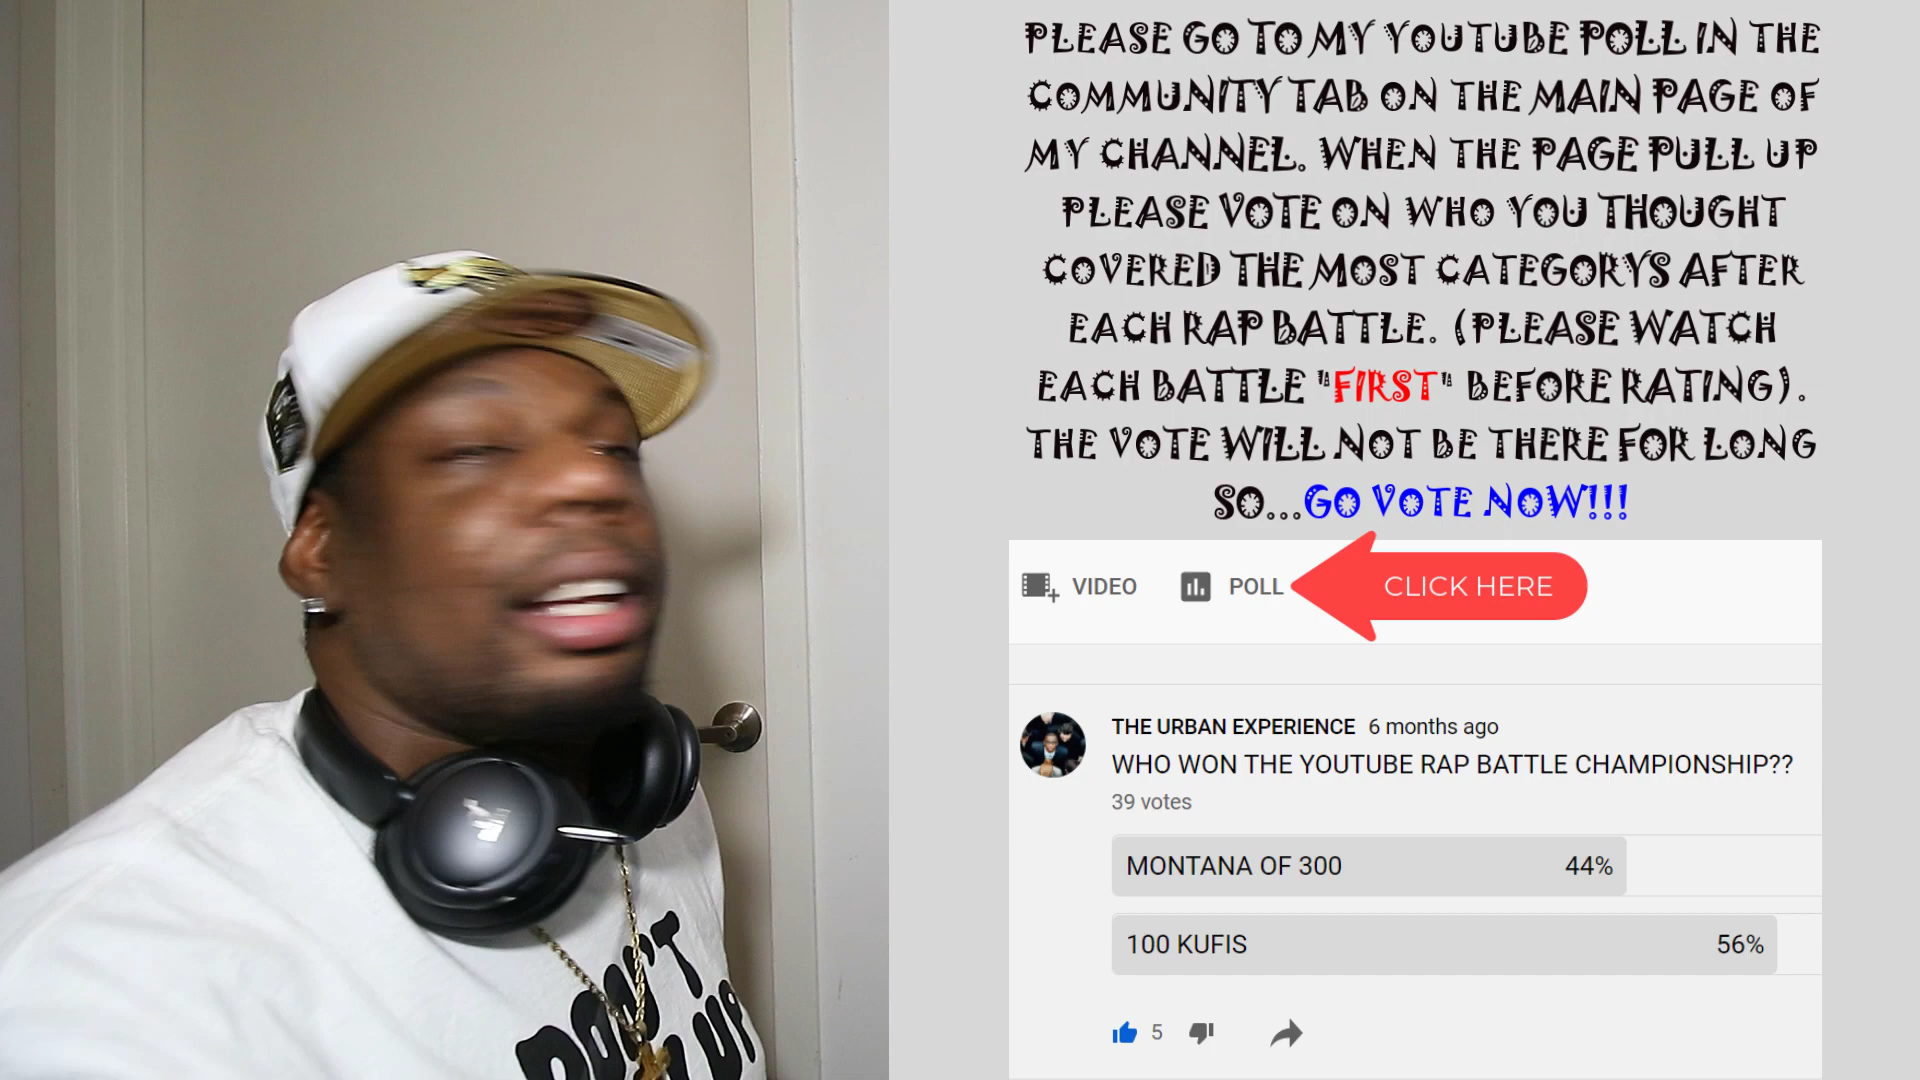 PLEASE GO TO MY YOUTUBE POLL IN THE
COMMUNITY TAB ON THE MAIN PAGE OF
MY CHANNEL. WHEN THE PAGE PULL UP
PLEASE VOTE ON WHO YOU THOUGHT
COVERED THE MOST CATEGORYS AFTER
EACH RAP BATTLE. (PLEASE WATCH
EACH BATTLE "FIRST" BEFORE RATING).
THE VOTE WILL NOT BE THERE FOR LONG
SO...GO VOTE NOW!!!
VIDEO POLL CLICK HERE
THE URBAN EXPERIENCE 6 months ago
WHO WON THE YOUTUBE RAP BATTLE CHAMPIONSHIP??
39 votes
MONTANA OF 300 44%
100 KUFIS 56%
5
DON'T
UP